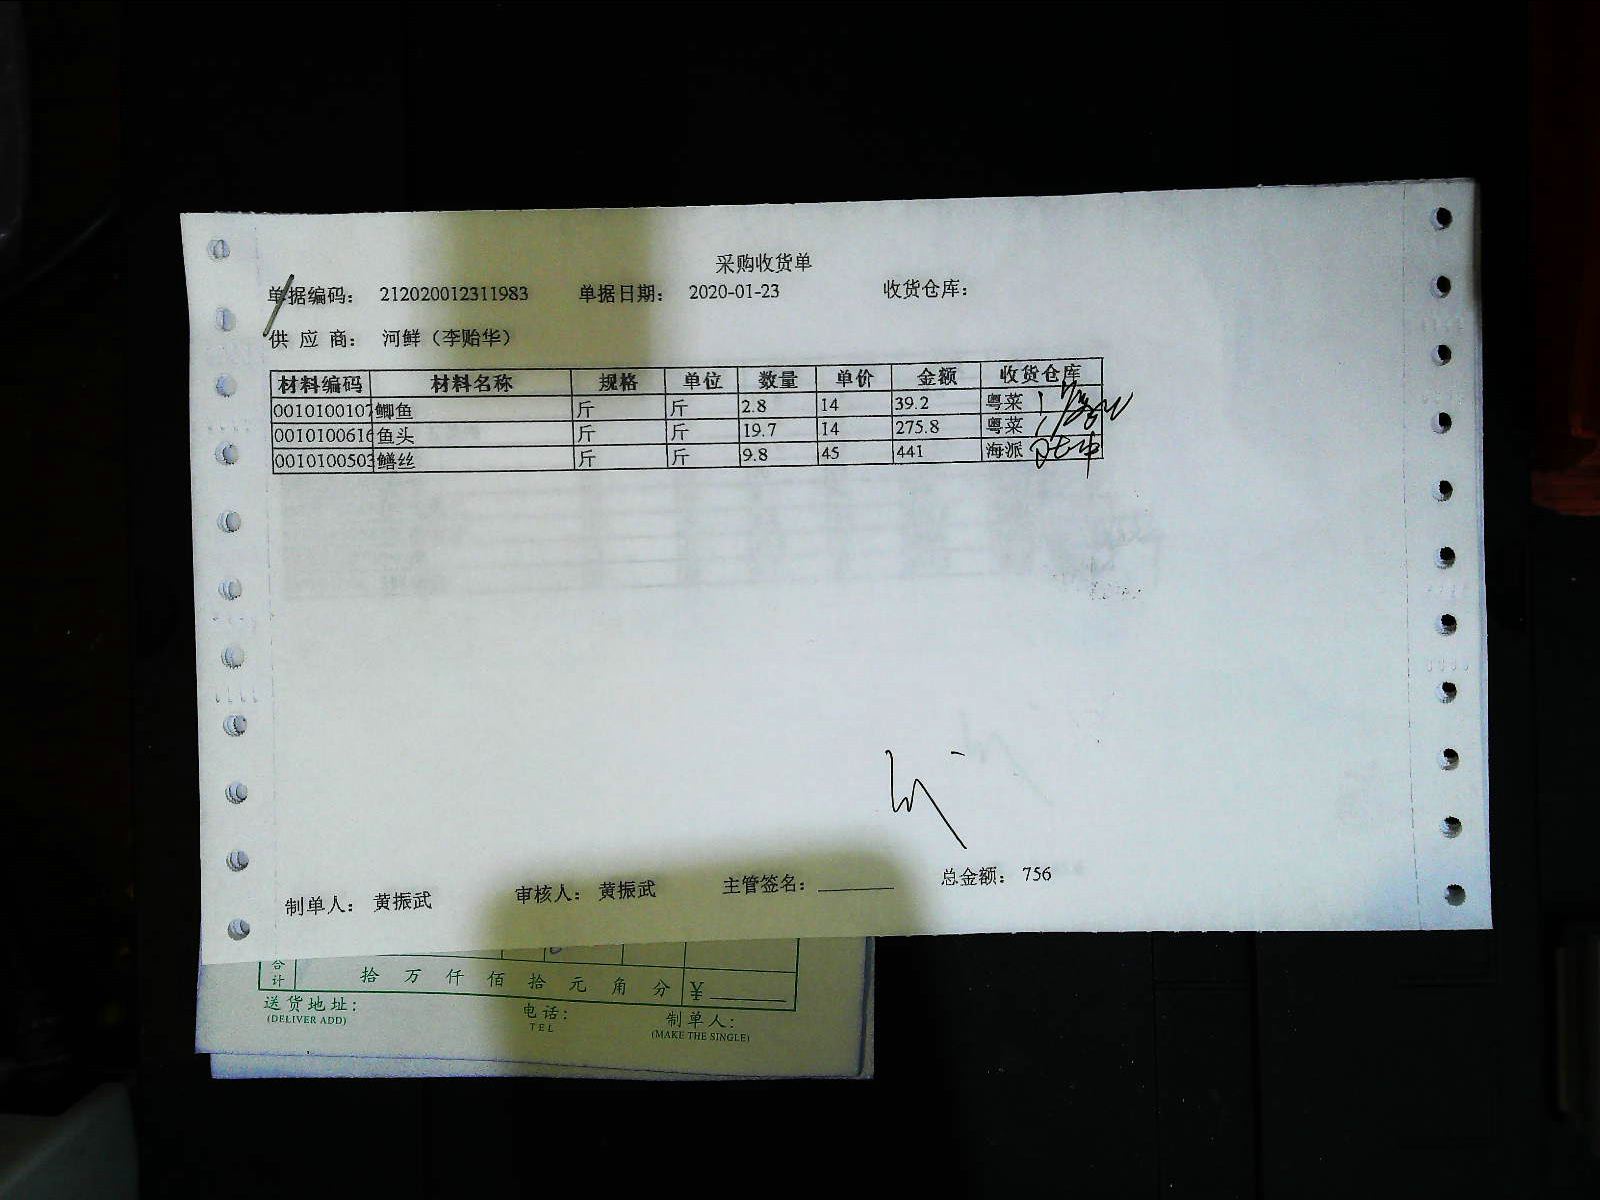 采购收货单
单据编码： 212020012311983 单据日期： 2020-01-23 收货仓库：
供 应 商： 河鲜（李贻华）
材料编码 材料名称 规格 单位 数量 单价 金额 收货仓库
0010100107 鲫鱼 斤 斤 2.8 14 39.2 粤菜
0010100616 鱼头 斤 斤 19.7 14 275.8 粤菜
0010100503 鳝丝 斤 斤 9.8 45 441 海派
制单人： 黄振武 审核人： 黄振武 主管签名： 总金额： 756
合计 拾 万 仟 佰 拾 元 角 分 ¥
送货地址： 电话： 制单人：
(DELIVER ADD) TEL (MAKE THE SINGLE)